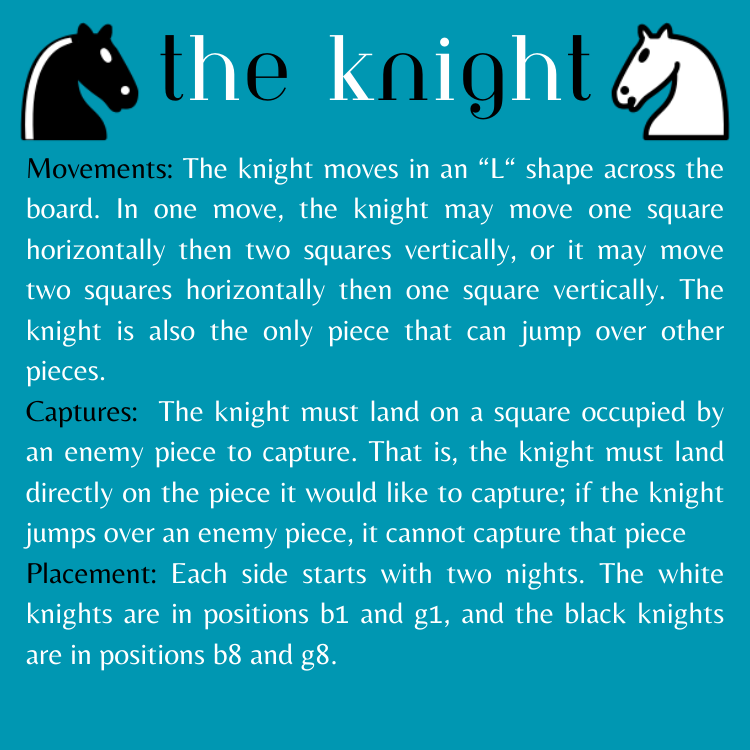 the knight
Movements: The knight moves in an “L“ shape across the
board. In one move, the knight may move one square
horizontally then two squares vertically, or it may move
two squares horizontally then one square vertically. The
knight is also the only piece that can jump over other
pieces.
Captures: The knight must land on a square occupied by
an enemy piece to capture. That is, the knight must land
directly on the piece it would like to capture; if the knight
jumps over an enemy piece, it cannot capture that piece
Placement: Each side starts with two nights. The white
knights are in positions b1 and g1, and the black knights
are in positions b8 and g8.